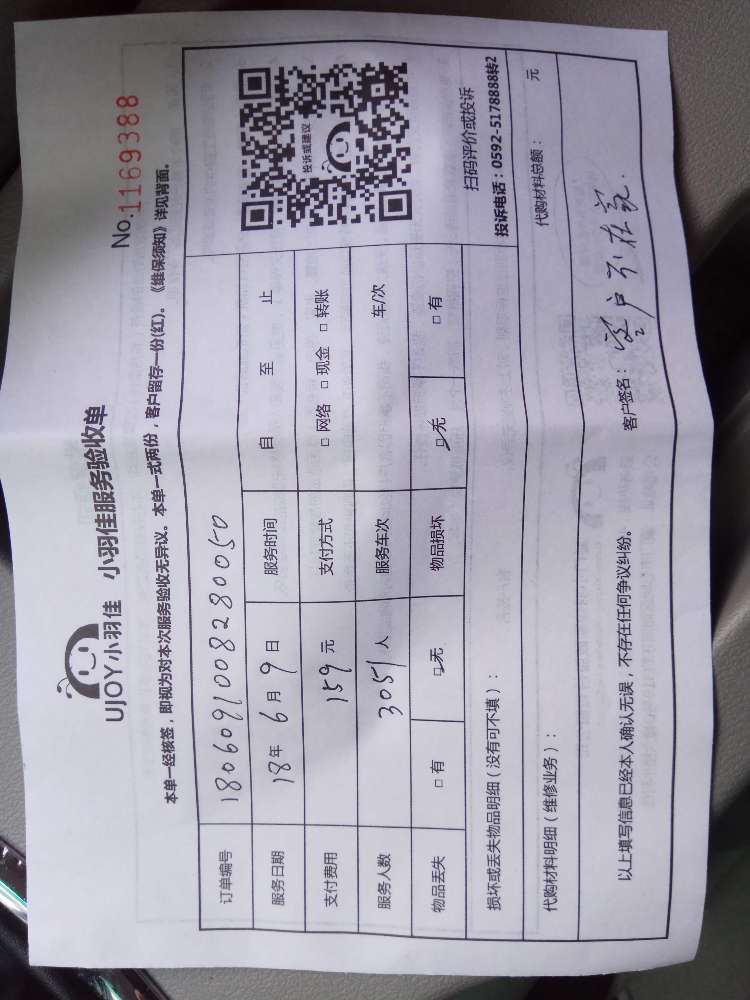 UJOY小羽佳 小羽佳服务验收单
No.1169388
本单一经核签，即视为对本次服务验收无异议。本单一式两份，客户留存一份(红)。《维保须知》详见背面。
订单编号 1806091008280050
服务日期 18年 6月 9日 服务时间 自 至 止
支付费用 159元 支付方式 □ 网络 □ 现金 □ 转账
服务人数 3051人 服务车次 车/次
物品丢失 □ 有 □ 无 物品损坏 □ 无 □ 有
投诉或建议
扫码评价或投诉
投诉电话：0592-5178888转2
损坏或丢失物品明细（没有可不填）：
代购材料明细（维修业务）： 代购材料总额： 元
以上填写信息已经本人确认无误，不存在任何争议纠纷。 客户签名： 客户不在家.